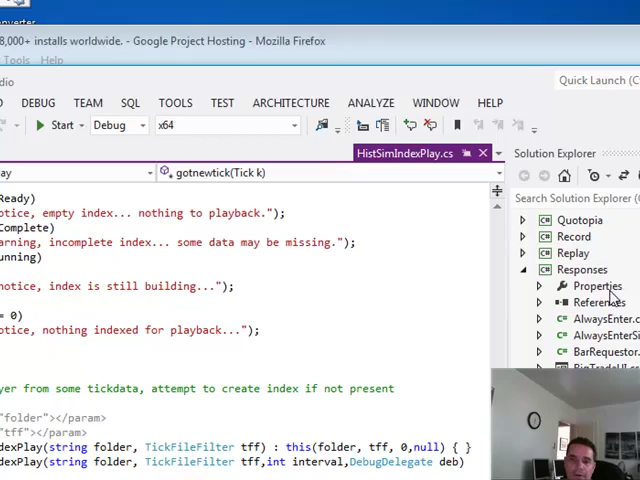 8,000+ installs worldwide. - Google Project Hosting - Mozilla Firefox
Tools Help
Quick Launch
DEBUG TEAM SQL TOOLS TEST ARCHITECTURE ANALYZE WINDOW HELP
Start Debug x64
HistSimIndexPlay.cs
Solution Explorer
gotnewtick(Tick k)
Search Solution Explorer
Ready)
otice, empty index... nothing to playback.");
Complete)
arning, incomplete index... some data may be missing.");
unning)
notice, index is still building...");
= 0)
otice, nothing indexed for playback...");
yer from some tickdata, attempt to create index if not present
"folder"></param>
"tff"></param>
dexPlay(string folder, TickFileFilter tff) : this(folder, tff, 0,null) { }
dexPlay(string folder, TickFileFilter tff,int interval,DebugDelegate deb)
C# Quotopia
C# Record
C# Replay
C# Responses
Properties
References
C# AlwaysEnter.c
C# AlwaysEnterSi
C# BarRequestor.